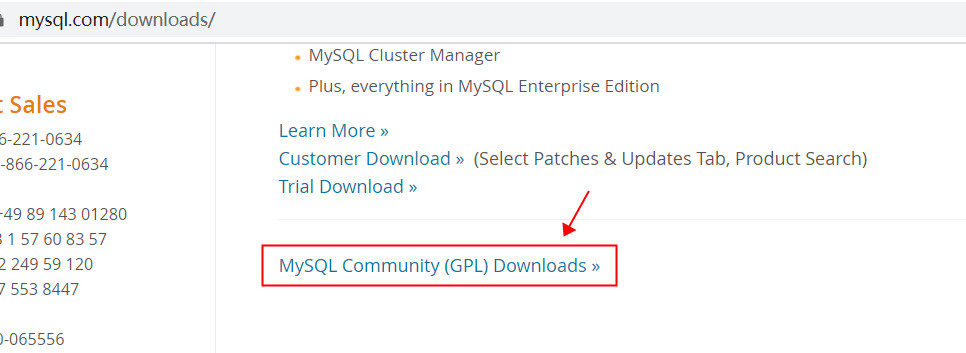 mysql.com/downloads/
MySQL Cluster Manager
Plus, everything in MySQL Enterprise Edition
Learn More »
Customer Download » (Select Patches & Updates Tab, Product Search)
Trial Download »
MySQL Community (GPL) Downloads »
Sales
6-221-0634
-866-221-0634
+49 89 143 01280
1 57 60 83 57
2 249 59 120
7 553 8447
0-065556